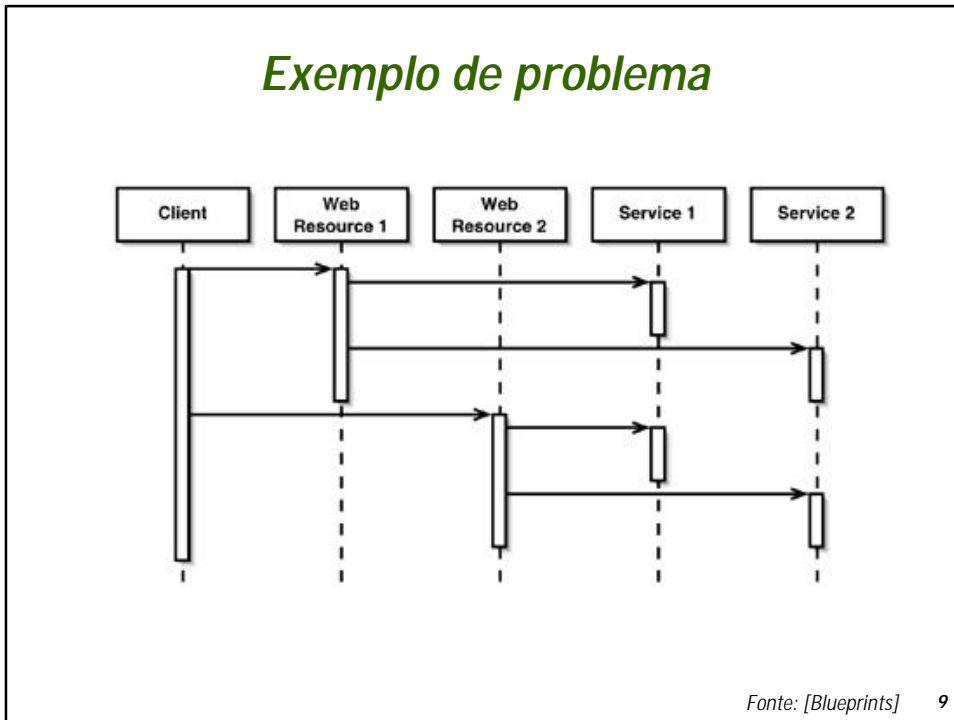 Exemplo de problema
Client
Web
Resource 1
Web
Resource 2
Service 1
Service 2
Fonte: [Blueprints] 9